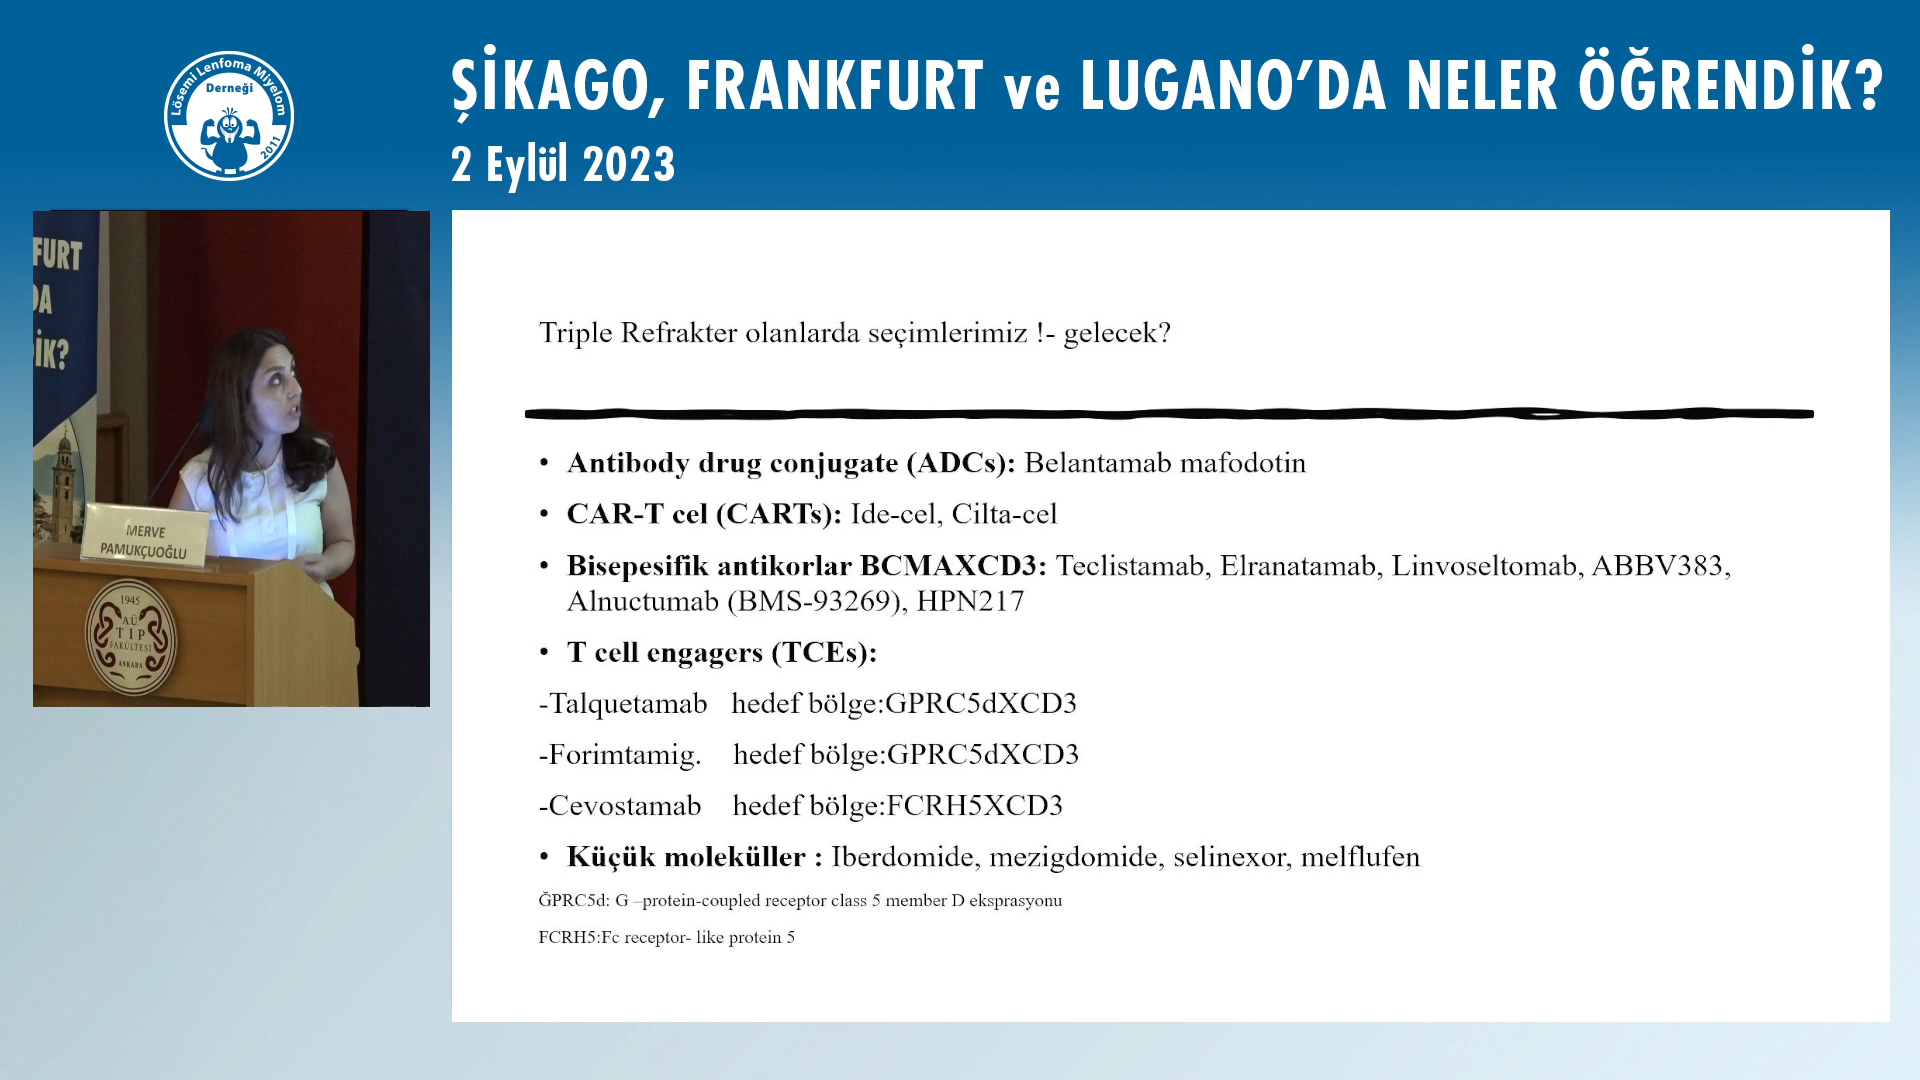 Lösemi Lenfoma Miyelom
Derneği
2011
ŞİKAGO, FRANKFURT ve LUGANO’DA NELER ÖĞRENDİK?
2 Eylül 2023
FURT
DA
İK?
MERVE
PAMUKÇUOĞLU
1945
A.Ü.
TIP
FAKÜLTESİ
ANKARA
Triple Refrakter olanlarda seçimlerimiz !- gelecek?
• Antibody drug conjugate (ADCs): Belantamab mafodotin
• CAR-T cel (CARTs): Ide-cel, Cilta-cel
• Bisepesifik antikorlar BCMAXCD3: Teclistamab, Elranatamab, Linvoseltomab, ABBV383,
Alnuctumab (BMS-93269), HPN217
• T cell engagers (TCEs):
-Talquetamab hedef bölge:GPRC5dXCD3
-Forimtamig. hedef bölge:GPRC5dXCD3
-Cevostamab hedef bölge:FCRH5XCD3
• Küçük moleküller : Iberdomide, mezigdomide, selinexor, melflufen
ĞPRC5d: G –protein-coupled receptor class 5 member D eksprasyonu
FCRH5:Fc receptor- like protein 5